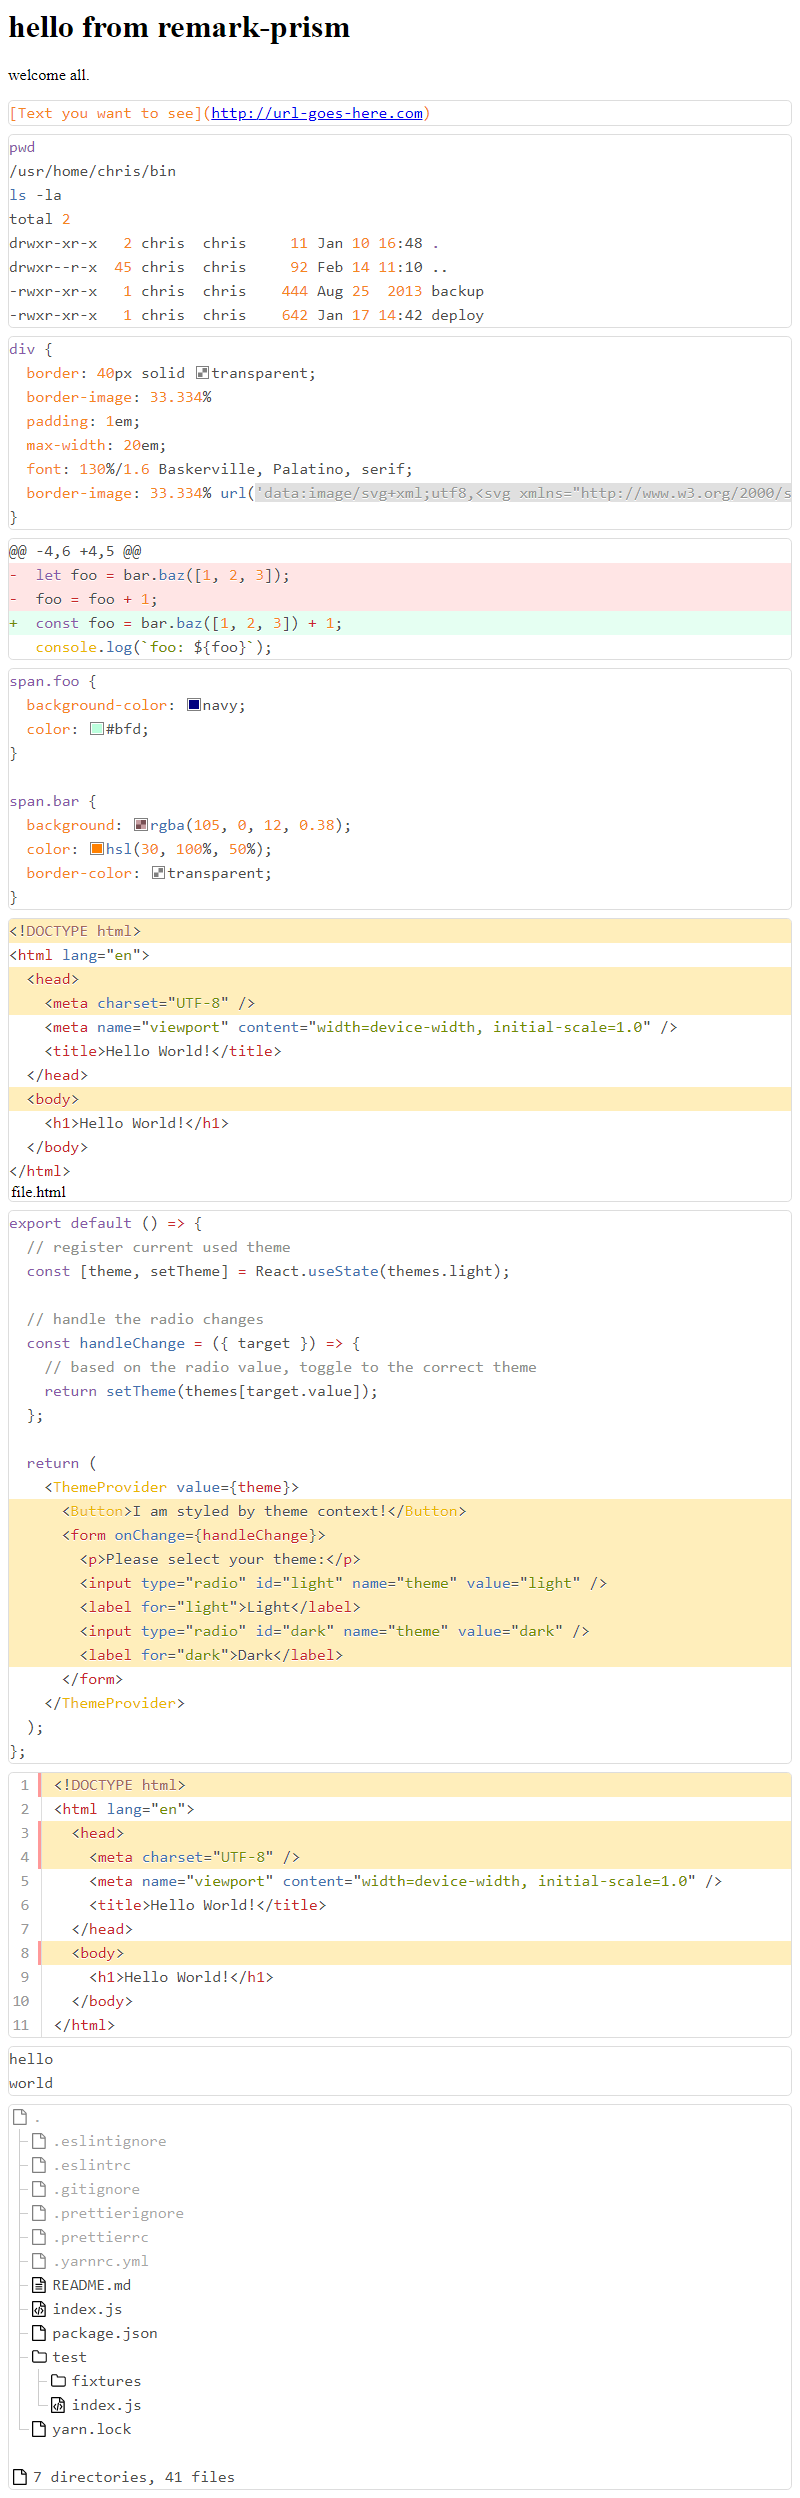 hello from remark-prism
welcome all.
[Text you want to see](http://url-goes-here.com)
pwd
/usr/home/chris/bin
ls -la
total 2
drwxr-xr-x   2 chris  chris     11 Jan 10 16:48 .
drwxr--r-x  45 chris  chris     92 Feb 14 11:10 ..
-rwxr-xr-x   1 chris  chris    444 Aug 25  2013 backup
-rwxr-xr-x   1 chris  chris    642 Jan 17 14:42 deploy
div {
  border: 40px solid transparent;
  border-image: 33.334%
  padding: 1em;
  max-width: 20em;
  font: 130%/1.6 Baskerville, Palatino, serif;
  border-image: 33.334% url('data:image/svg+xml;utf8,<svg xmlns="http://www.w3.org/2000/s
}
@@ -4,6 +4,5 @@
-  let foo = bar.baz([1, 2, 3]);
-  foo = foo + 1;
+  const foo = bar.baz([1, 2, 3]) + 1;
   console.log(`foo: ${foo}`);
span.foo {
  background-color: navy;
  color: #bfd;
}
span.bar {
  background: rgba(105, 0, 12, 0.38);
  color: hsl(30, 100%, 50%);
  border-color: transparent;
}
<!DOCTYPE html>
<html lang="en">
  <head>
    <meta charset="UTF-8" />
    <meta name="viewport" content="width=device-width, initial-scale=1.0" />
    <title>Hello World!</title>
  </head>
  <body>
    <h1>Hello World!</h1>
  </body>
</html>
file.html
export default () => {
  // register current used theme
  const [theme, setTheme] = React.useState(themes.light);
  // handle the radio changes
  const handleChange = ({ target }) => {
    // based on the radio value, toggle to the correct theme
    return setTheme(themes[target.value]);
  };
  return (
    <ThemeProvider value={theme}>
      <Button>I am styled by theme context!</Button>
      <form onChange={handleChange}>
        <p>Please select your theme:</p>
        <input type="radio" id="light" name="theme" value="light" />
        <label for="light">Light</label>
        <input type="radio" id="dark" name="theme" value="dark" />
        <label for="dark">Dark</label>
      </form>
    </ThemeProvider>
  );
};
1 <!DOCTYPE html>
2 <html lang="en">
3   <head>
4     <meta charset="UTF-8" />
5     <meta name="viewport" content="width=device-width, initial-scale=1.0" />
6     <title>Hello World!</title>
7   </head>
8   <body>
9     <h1>Hello World!</h1>
10   </body>
11 </html>
hello
world
.
.eslintignore
.eslintrc
.gitignore
.prettierignore
.prettierrc
.yarnrc.yml
README.md
index.js
package.json
test
fixtures
index.js
yarn.lock
7 directories, 41 files